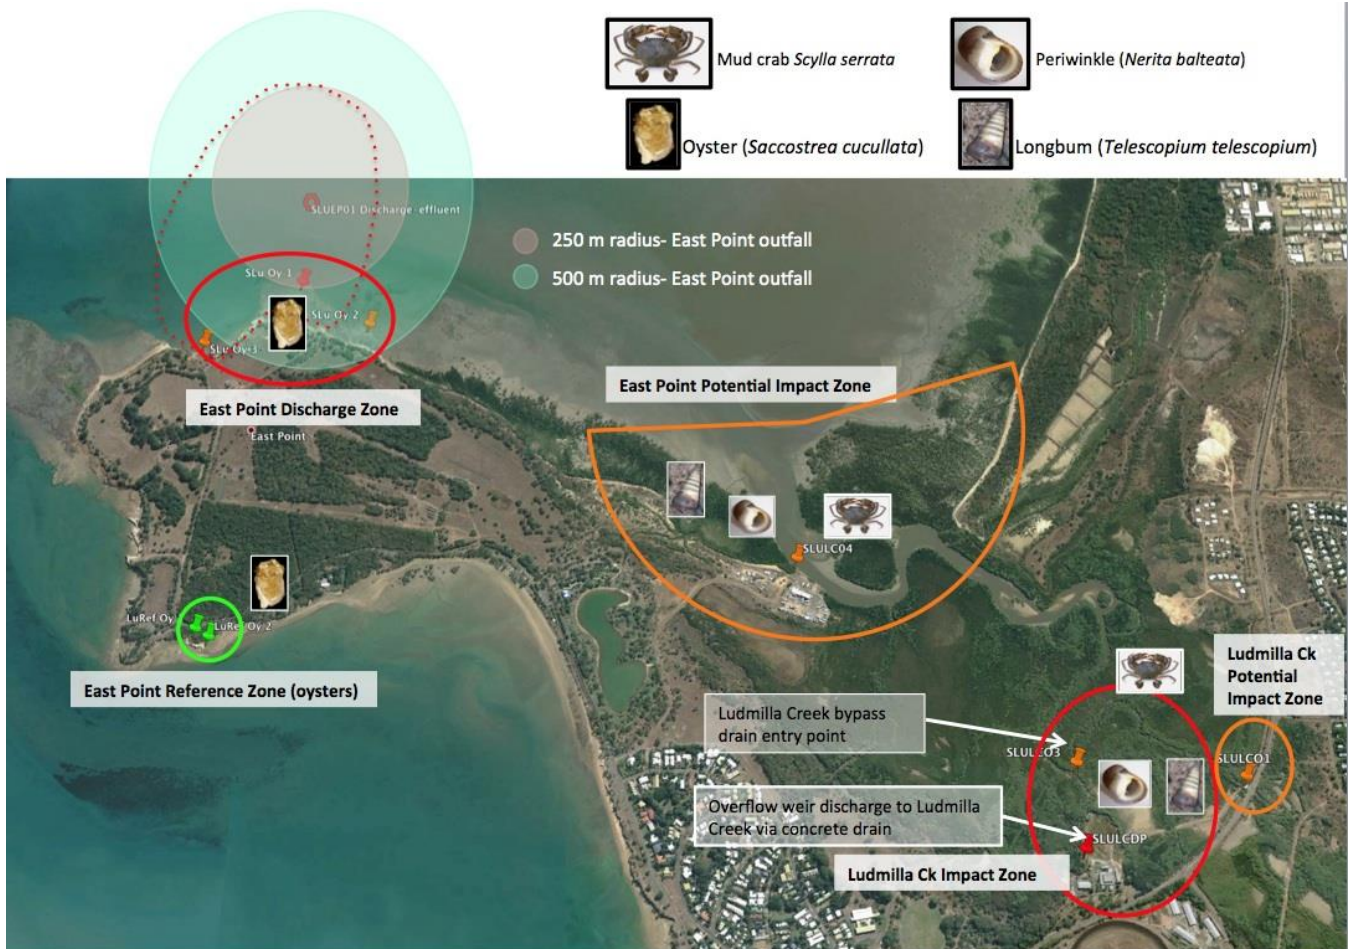 Mud crab Scylla serrata
Periwinkle (Nerita balteata)
Oyster (Saccostrea cucullata)
Longbum (Telescopium telescopium)
SLUEP01 Discharge-effluent
250 m radius- East Point outfall
500 m radius- East Point outfall
SLu Oy 1
SLu Oy 2
SLu Oy 3
East Point Discharge Zone
East Point Potential Impact Zone
East Point
SLULC04
LuRef Oy
LuRef Oy 2
East Point Reference Zone (oysters)
Ludmilla Ck
Potential
Impact Zone
Ludmilla Creek bypass
drain entry point
SLULCO3
SLULCO1
Overflow weir discharge to Ludmilla
Creek via concrete drain
SLULCDP
Ludmilla Ck Impact Zone